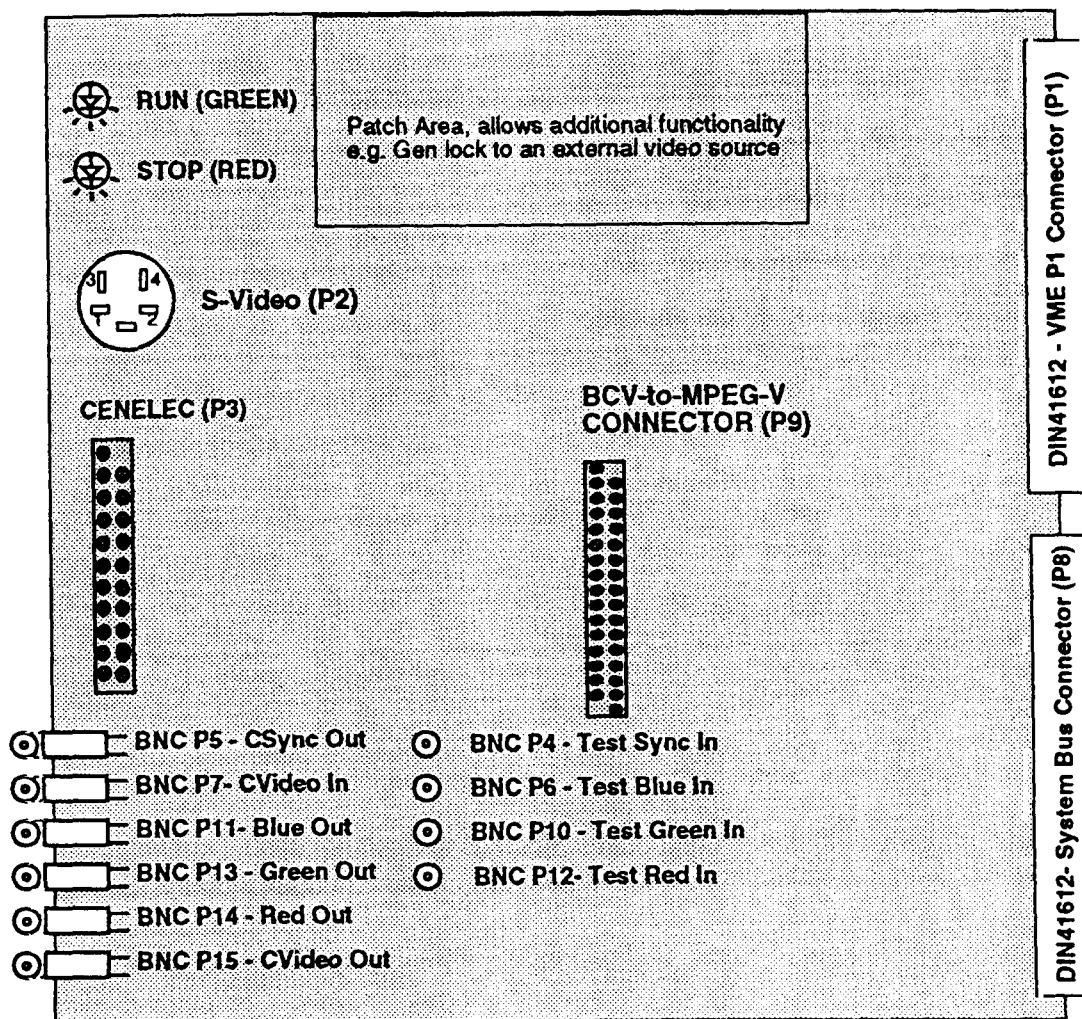 RUN (GREEN)
STOP (RED)
Patch Area, allows additional functionality
e.g. Gen lock to an external video source
DIN41612 - VME P1 Connector (P1)
3
4
1
2
S-Video (P2)
CENELEC (P3)
BCV-to-MPEG-V
CONNECTOR (P9)
DIN41612- System Bus Connector (P8)
BNC P5 - CSync Out
BNC P7- CVideo In
BNC P11- Blue Out
BNC P13 - Green Out
BNC P14 - Red Out
BNC P15 - CVideo Out
BNC P4 - Test Sync In
BNC P6 - Test Blue In
BNC P10 - Test Green In
BNC P12- Test Red In